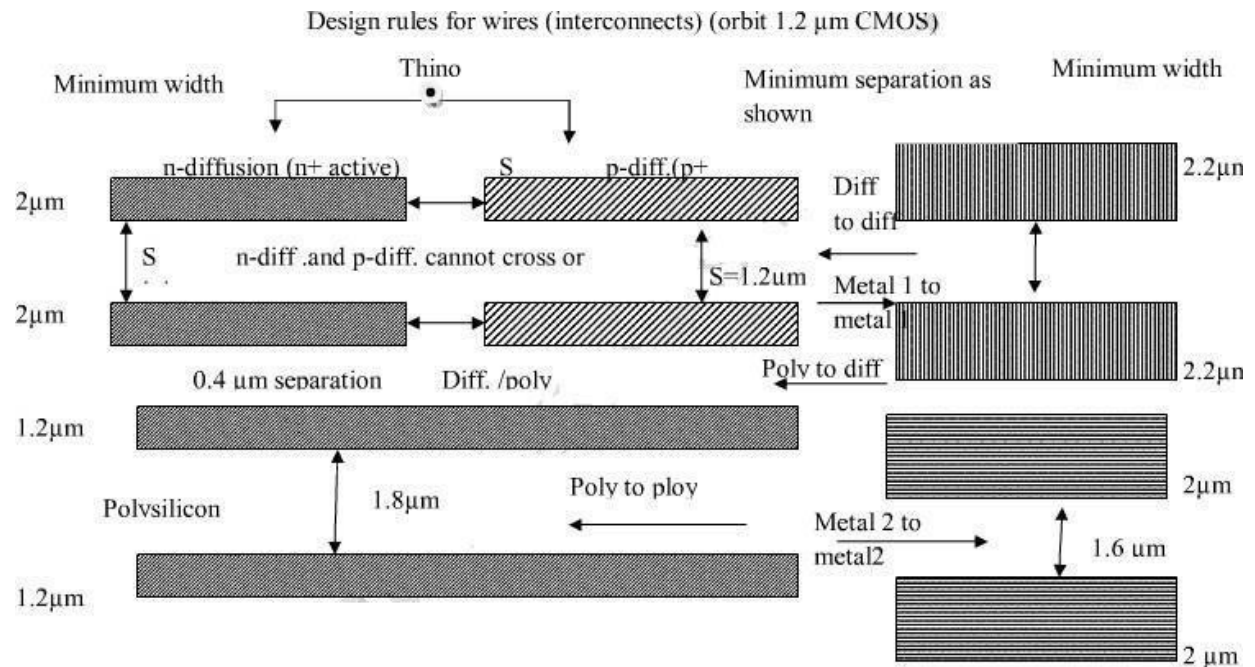 Design rules for wires (interconnects) (orbit 1.2 µm CMOS)
Minimum width
Thino
Minimum separation as
shown
Minimum width
n-diffusion (n+ active)
S
p-diff.(p+
2µm
2.2µn
Diff
to diff
S
n-diff .and p-diff. cannot cross or
S=1.2um
2µm
Metal 1 to
metal 1
0.4 µm separation
Diff. /poly
Poly to diff
2.2µn
1.2µm
Polysilicon
1.8µm
Poly to ploy
2µm
Metal 2 to
metal2
1.6 um
1.2µm
2 µm